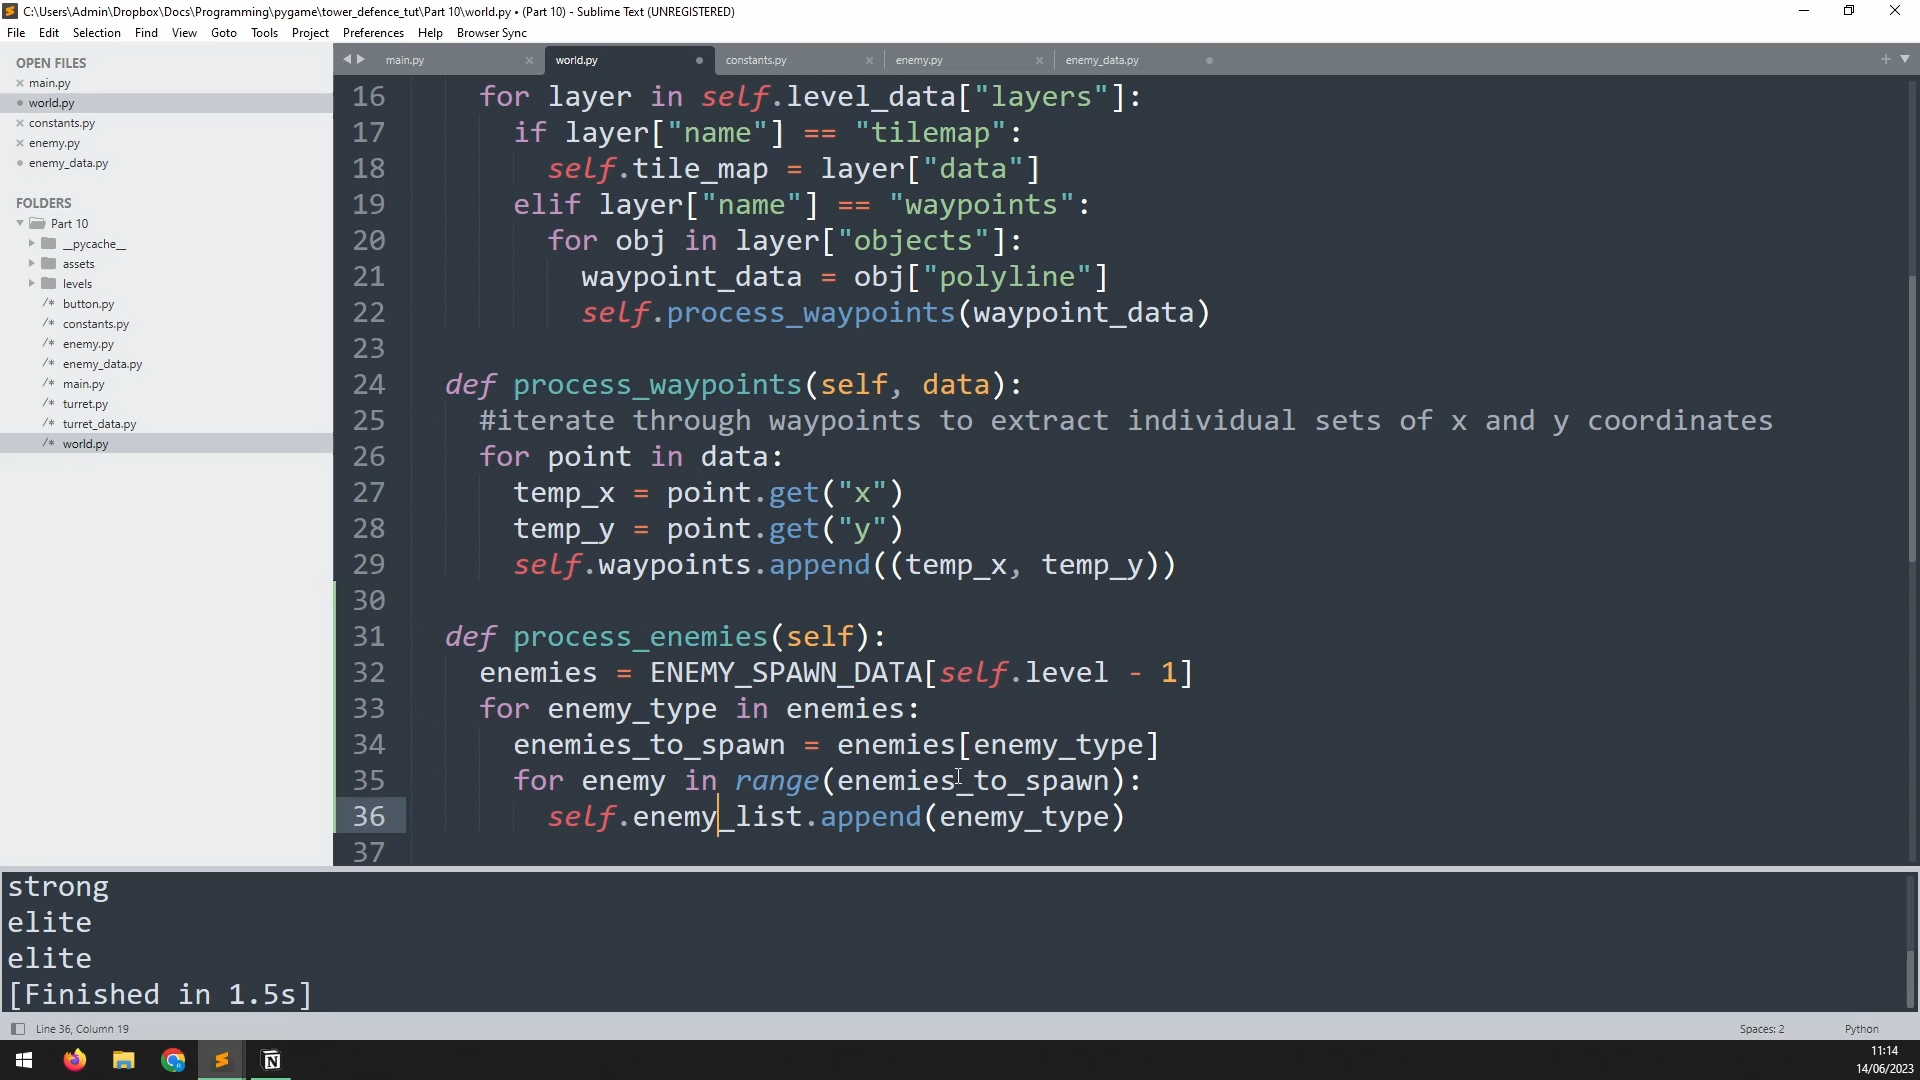 C:\Users\Admin\Dropbox\Docs\Programming\pygame\tower_defence_tut\Part 10\world.py • (Part 10) - Sublime Text (UNREGISTERED)
File Edit Selection Find View Goto Tools Project Preferences Help Browser Sync
OPEN FILES
main.py
world.py
constants.py
enemy.py
enemy_data.py
FOLDERS
Part 10
__pycache__
assets
levels
/* button.py
/* constants.py
/* enemy.py
/* enemy_data.py
/* main.py
/* turret.py
/* turret_data.py
/* world.py
main.py world.py constants.py enemy.py enemy_data.py
16 for layer in self.level_data["layers"]:
17 if layer["name"] == "tilemap":
18 self.tile_map = layer["data"]
19 elif layer["name"] == "waypoints":
20 for obj in layer["objects"]:
21 waypoint_data = obj["polyline"]
22 self.process_waypoints(waypoint_data)
23
24 def process_waypoints(self, data):
25 #iterate through waypoints to extract individual sets of x and y coordinates
26 for point in data:
27 temp_x = point.get("x")
28 temp_y = point.get("y")
29 self.waypoints.append((temp_x, temp_y))
30
31 def process_enemies(self):
32 enemies = ENEMY_SPAWN_DATA[self.level - 1]
33 for enemy_type in enemies:
34 enemies_to_spawn = enemies[enemy_type]
35 for enemy in range(enemies_to_spawn):
36 self.enemy_list.append(enemy_type)
37
strong
elite
elite
[Finished in 1.5s]
Line 36, Column 19 Spaces: 2 Python
11:14
14/06/2023